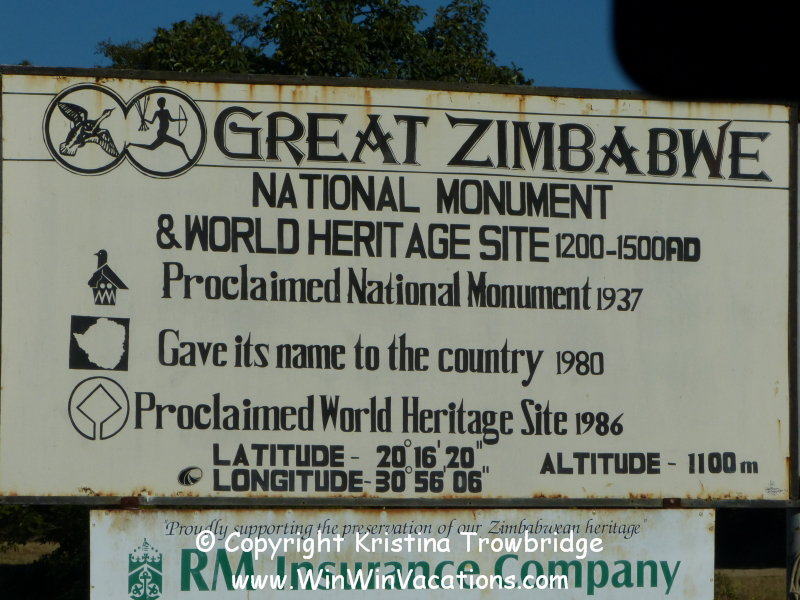 GREAT ZIMBABWE
NATIONAL MONUMENT
& WORLD HERITAGE SITE 1200-1500AD
Proclaimed National Monument 1937
Gave its name to the country 1980
Proclaimed World Heritage Site 1986
LATITUDE - 20°16'20"
LONGITUDE - 30°56'06"
ALTITUDE - 1100m
"Proudly supporting the preservation of our Zimbabwean heritage"
© Copyright Kristina Trowbridge
RM Insurance Company
www.WinWinVacations.com